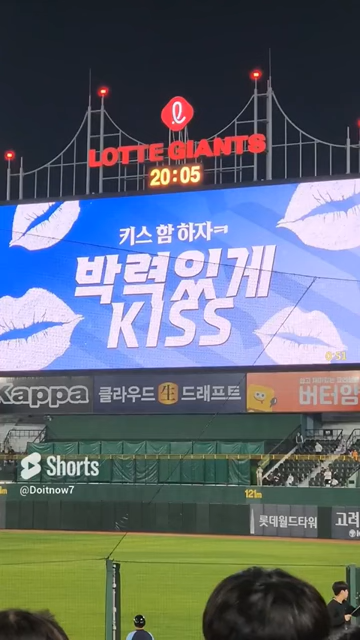 LOTTE GIANTS
20:05
키스 함 하자ㅋ
박력있게
KISS
Kappa
클라우드 生 드래프트
버터
Shorts
@Doitnow7
121m
롯데월드타워
고려